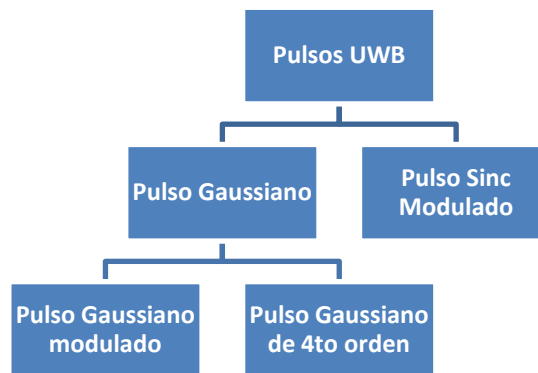 Pulsos UWB
Pulso Gaussiano
Pulso Sinc
Modulado
Pulso Gaussiano
modulado
Pulso Gaussiano
de 4to orden